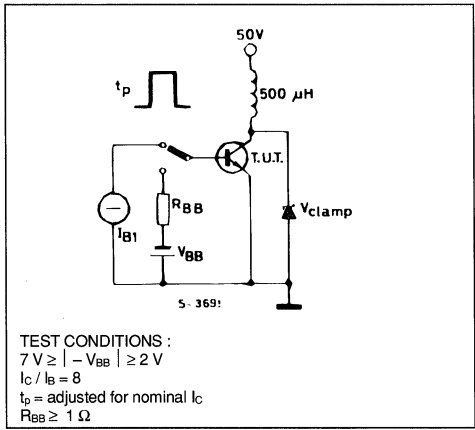 50V
tp
500 µH
T.U.T.
RBB
Vclamp
IB1
VBB
S-3691
TEST CONDITIONS :
7 V ≥ | – VBB | ≥ 2 V
IC / IB = 8
tp = adjusted for nominal IC
RBB ≥ 1 Ω